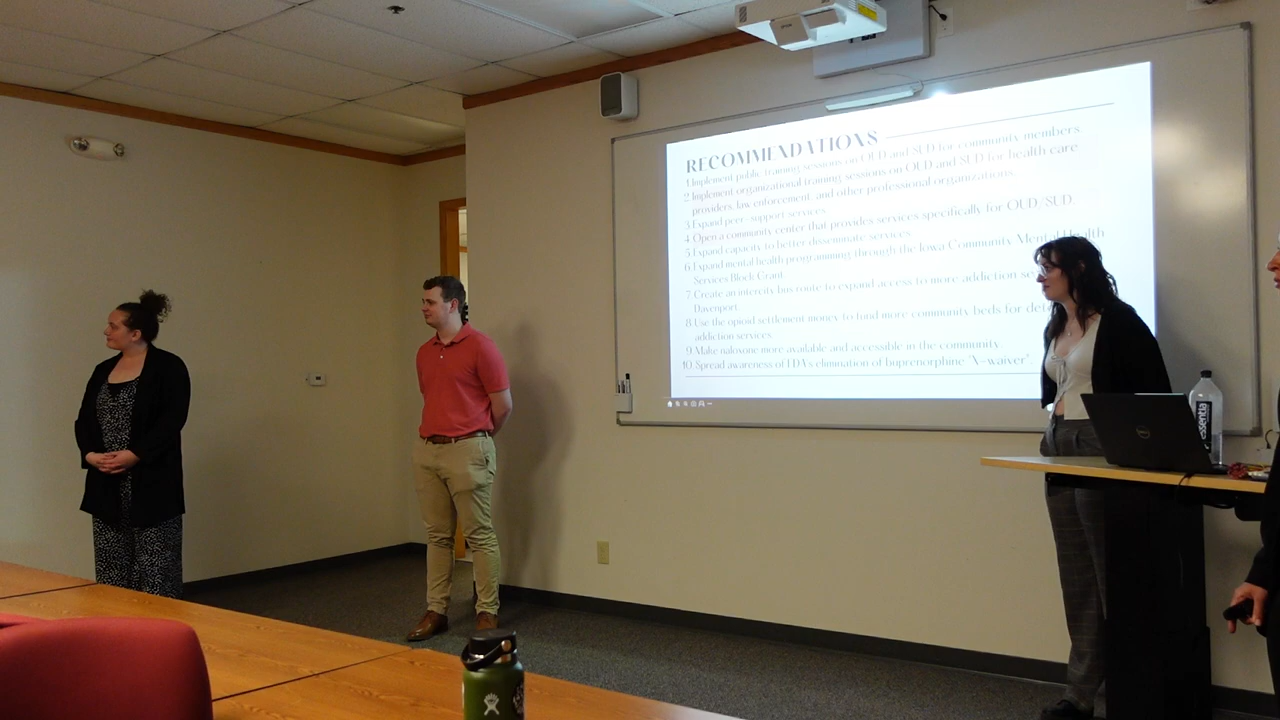 RECOMMENDATIONS
1. Implement public training sessions on OUD and SUD for community members.
2. Implement organizational training sessions on OUD and SUD for health care
providers, law enforcement, and other professional organizations.
3. Expand peer-support services.
4. Open a community center that provides services specifically for OUD/SUD.
5. Expand capacity to better disseminate services.
6. Expand mental health programming through the Iowa Community Mental Health
Services Block Grant.
7. Create an intercity bus route to expand access to more addiction
Davenport.
8. Use the opioid settlement money to fund more community beds for
addiction services.
9. Make naloxone more available and accessible in the community.
10. Spread awareness of FDA's elimination of buprenorphine "X-waiver".
essentia
DELL